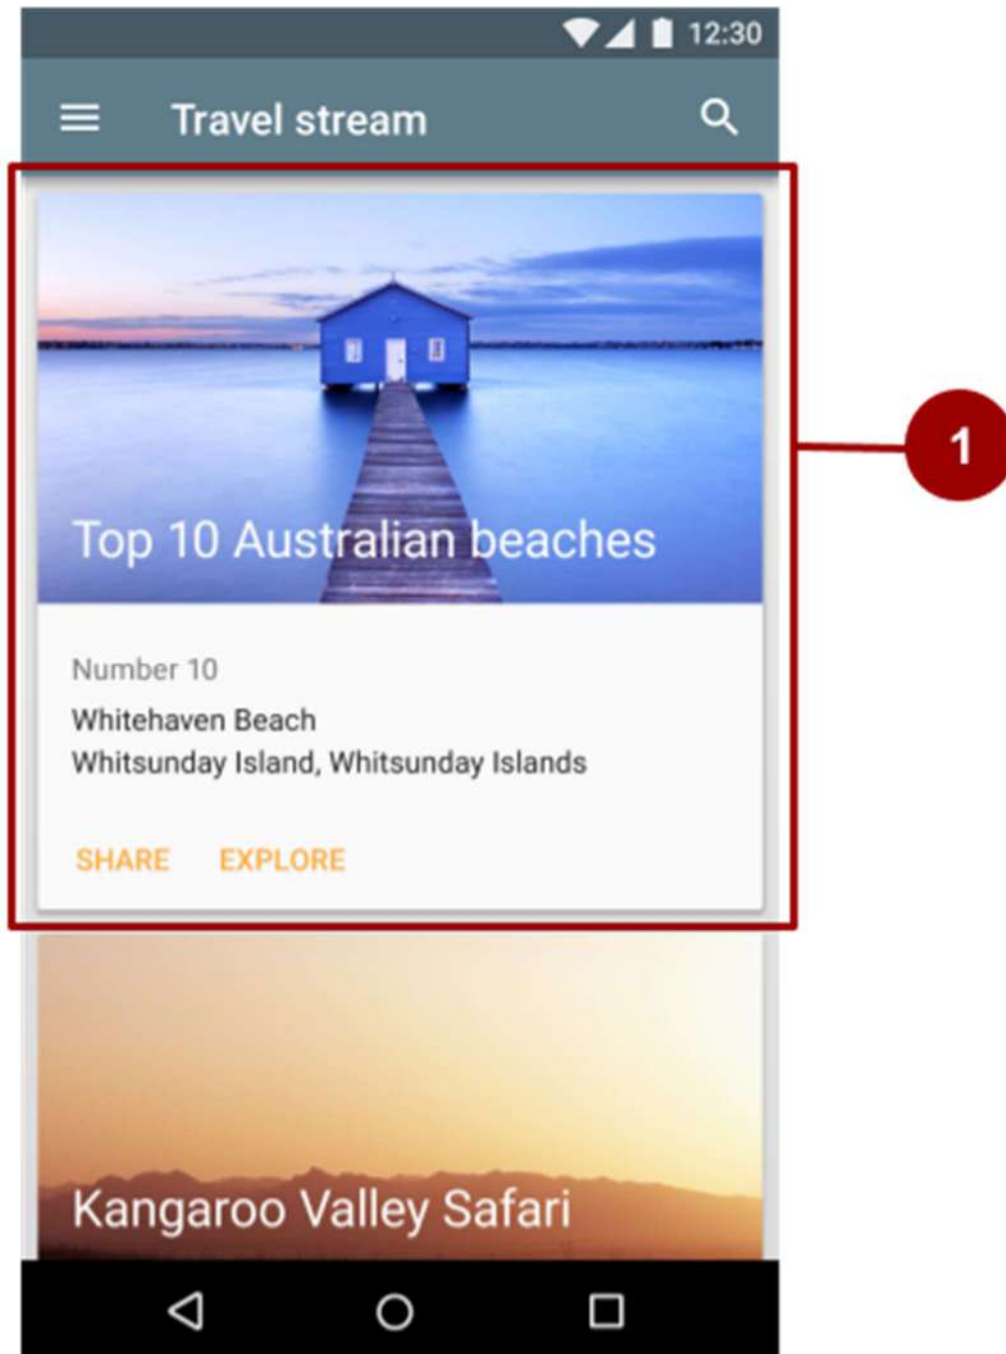 12:30
Travel stream
Top 10 Australian beaches
1
Number 10
Whitehaven Beach
Whitsunday Island, Whitsunday Islands
SHARE EXPLORE
Kangaroo Valley Safari